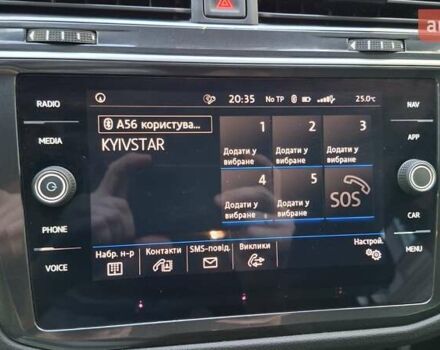 au
RADIO
MEDIA
PHONE
VOICE
20:35 No TP 25.0°C
A56 користува...
KYIVSTAR
1
Додати у
вибране
2
Додати у
вибране
3
Додати у
вибране
4
Додати у
вибране
5
Додати у
вибране
SOS
Набр. н-р
Контакти
SMS-повід.
Виклики
Настрой.
NAV
APP
CAR
MENU